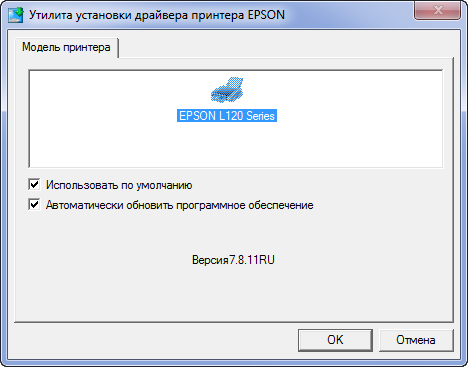 Утилита установки драйвера принтера EPSON
Модель принтера
EPSON L120 Series
Использовать по умолчанию
Автоматически обновить программное обеспечение
Версия7.8.11RU
OK
Отмена